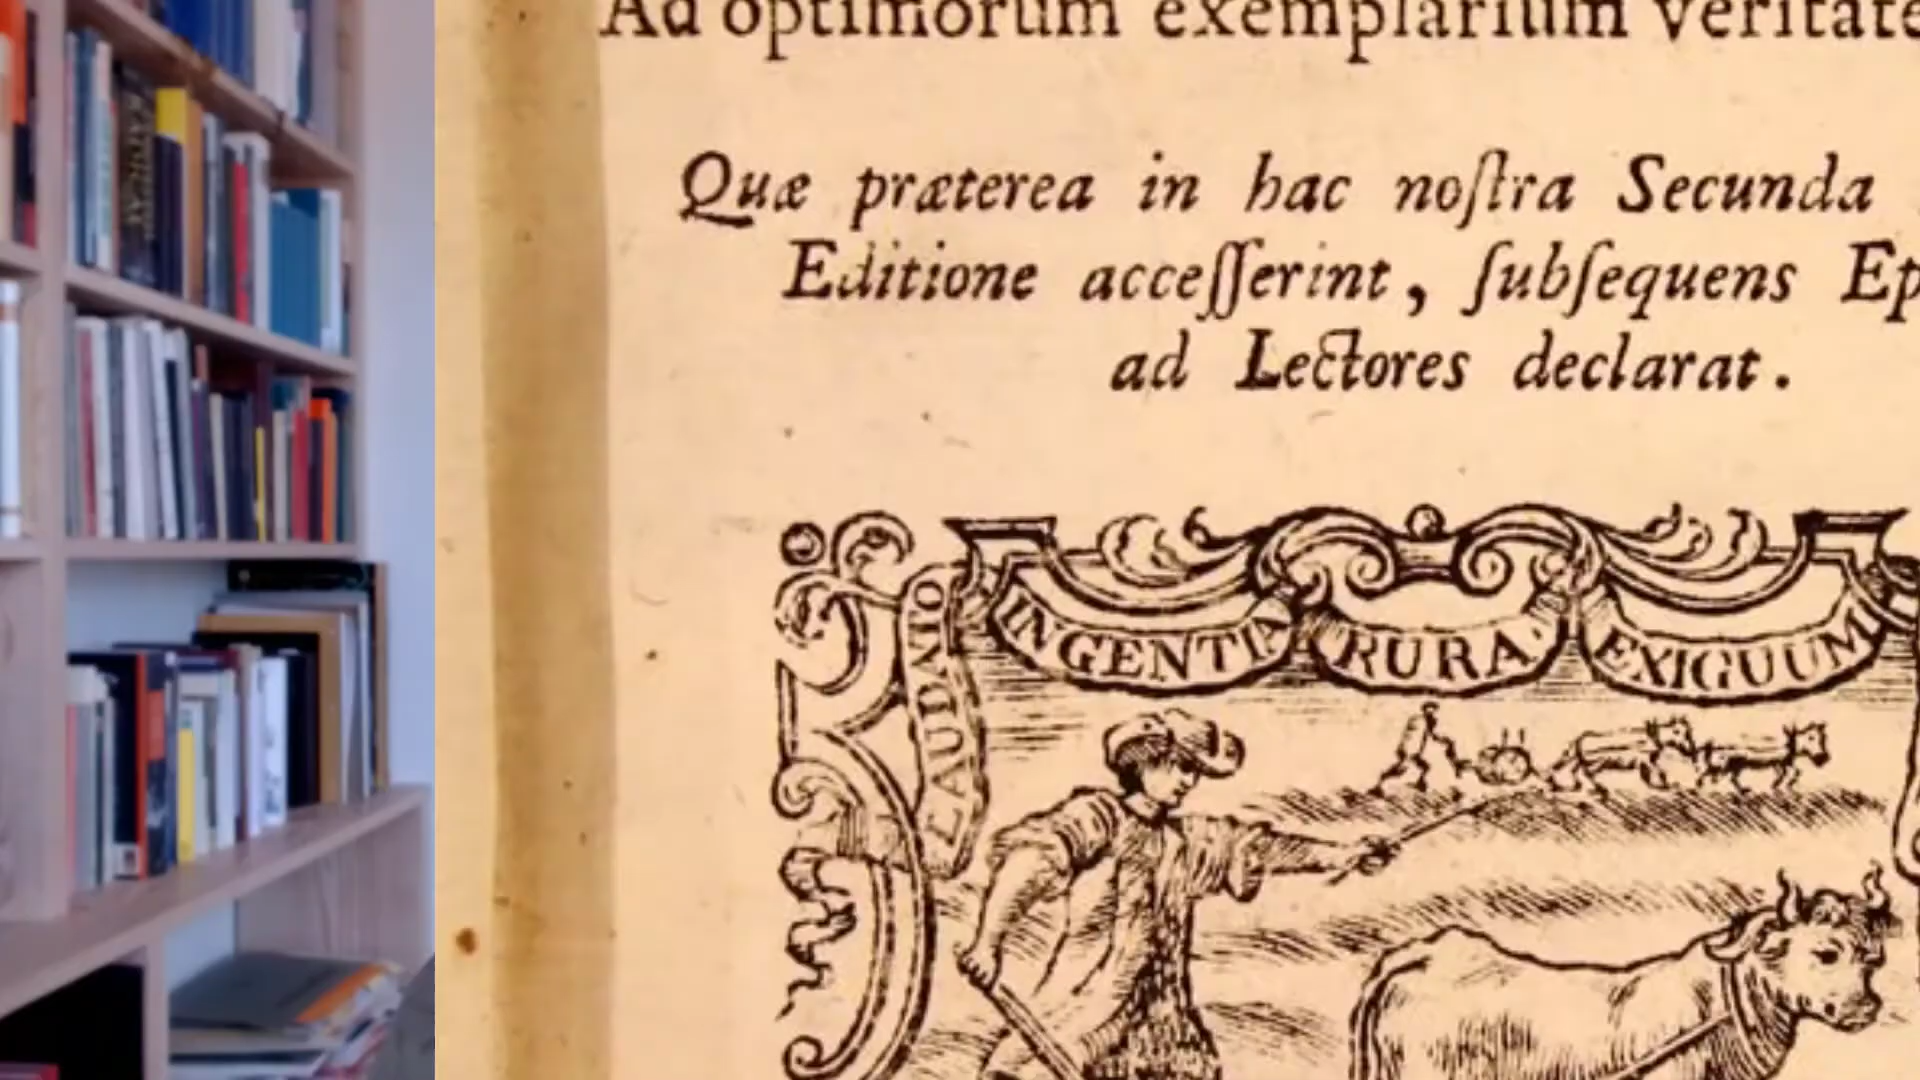 Ad optimorum exemplarium veritate
Quæ præterea in hac noſtra Secunda
Editione acceſſerint, ſubſequens Ep
ad Lectores declarat.
LAUDATO
INGENTIA RURA. EXIGUUM